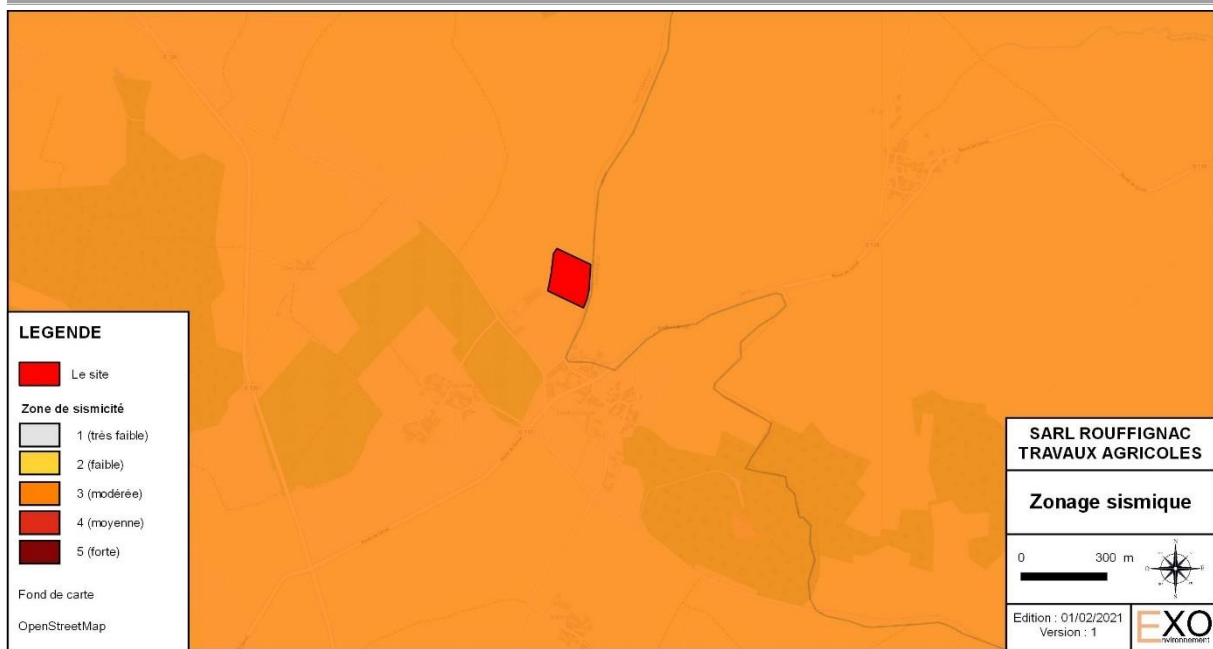 LEGENDE
Le site
Zone de sismicité
1 (très faible)
2 (faible)
3 (modérée)
4 (moyenne)
5 (forte)
Fond de carte
OpenStreetMap
SARL ROUFFIGNAC
TRAVAUX AGRICOLES
Zonage sismique
0 300 m
N
Edition : 01/02/2021
Version : 1
EXO
Environnement